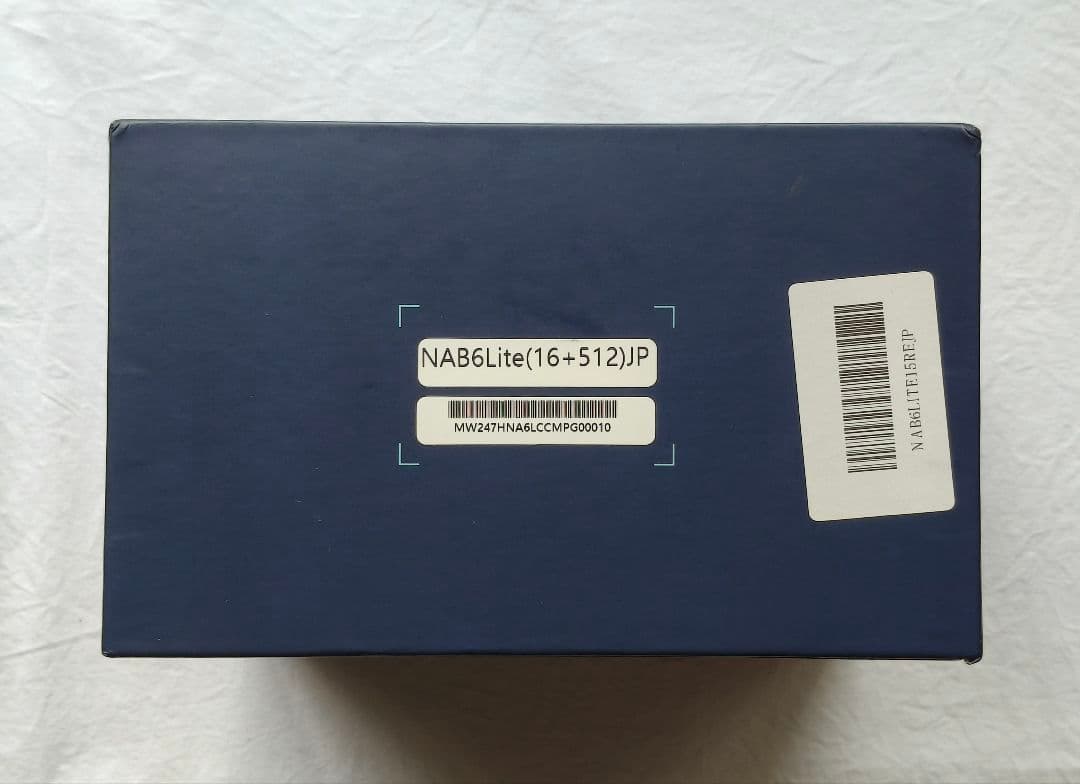 NAB6Lite(16+512)JP
MW247HNA6LCCMPG00010
NAB6LITE15REJP